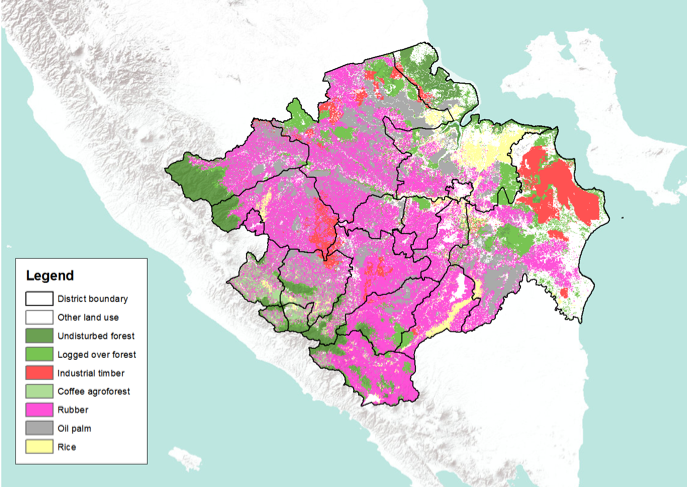 Legend
District boundary
Other land use
Undisturbed forest
Logged over forest
Industrial timber
Coffee agroforest
Rubber
Oil palm
Rice